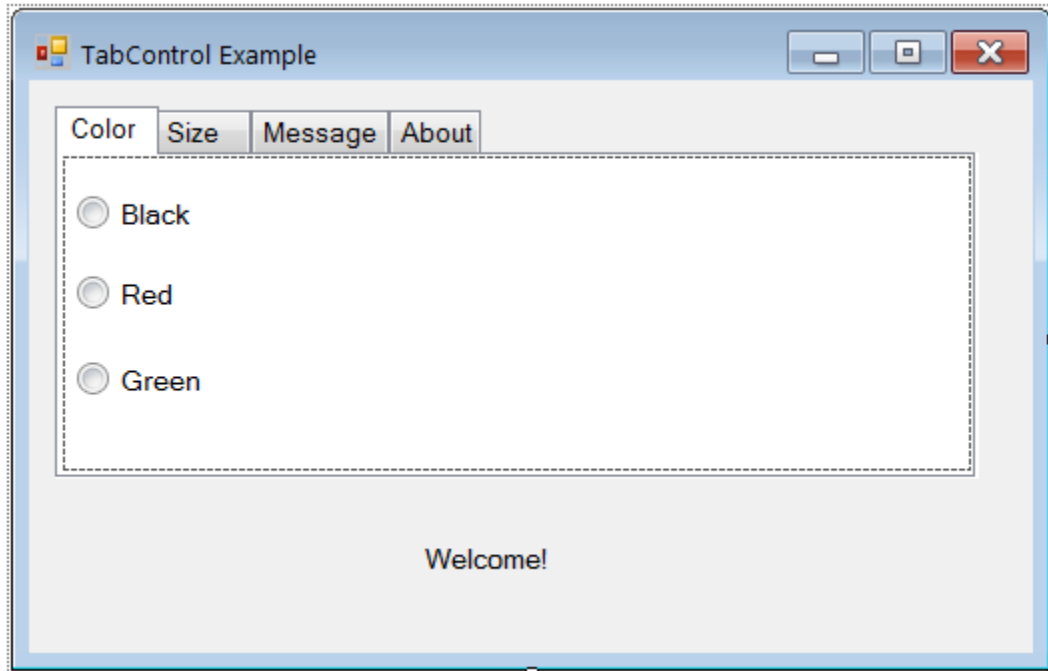 TabControl Example
Color Size Message About
Black
Red
Green
Welcome!